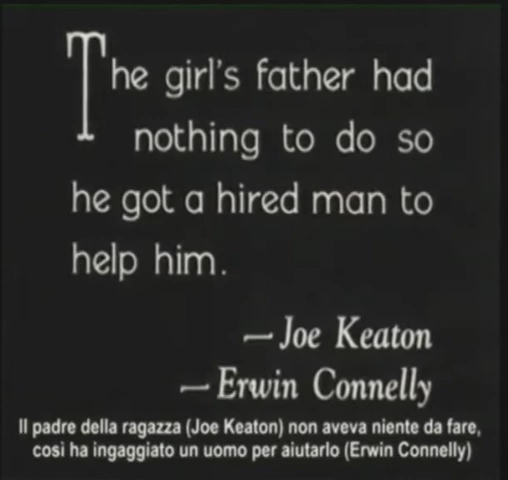 The girl's father had
nothing to do so
he got a hired man to
help him.
—Joe Keaton
—Erwin Connelly
Il padre della ragazza (Joe Keaton) non aveva niente da fare,
così ha ingaggiato un uomo per aiutarlo (Erwin Connelly)